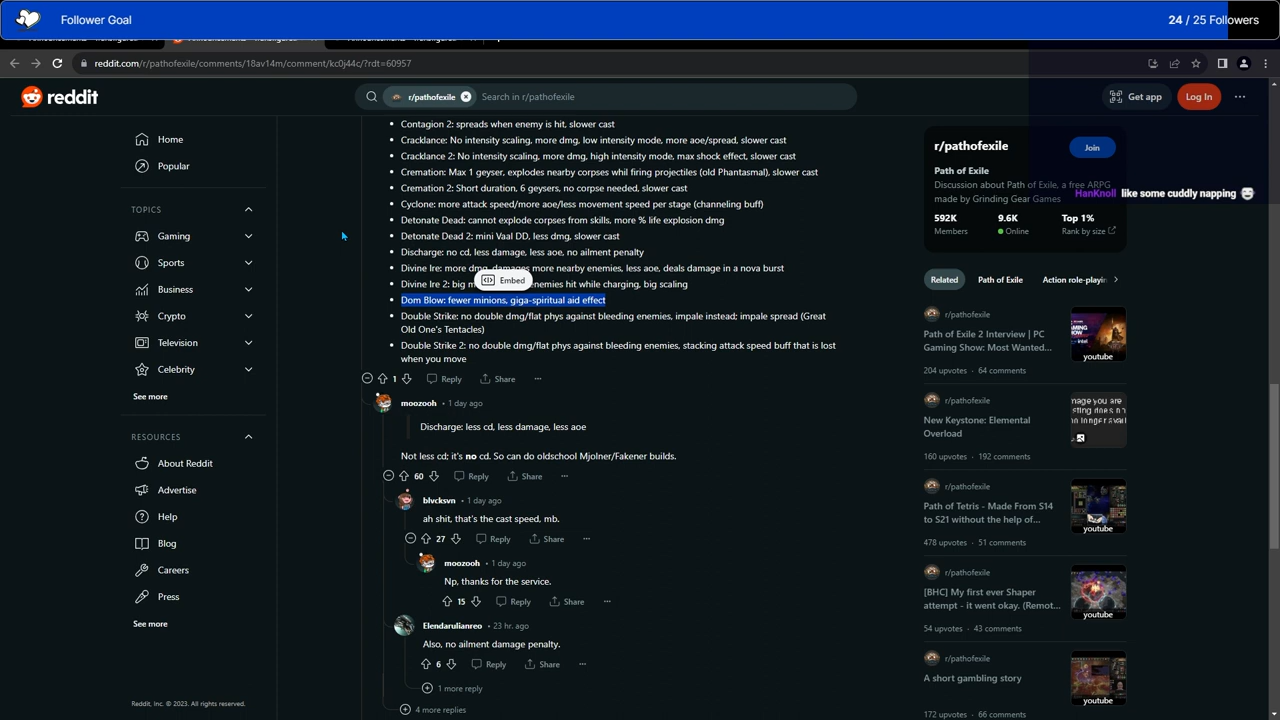 Follower Goal
24 / 25 Followers
reddit.com/r/pathofexile/comments/18av14m/comment/kc0j44c/?rdt=60957
reddit
r/pathofexile
Search in r/pathofexile
Get app
Log In
Home
Popular
TOPICS
Gaming
Sports
Business
Crypto
Television
Celebrity
See more
RESOURCES
About Reddit
Advertise
Help
Blog
Careers
Press
See more
Reddit, Inc. © 2023. All rights reserved.
Contagion 2: spreads when enemy is hit, slower cast
Cracklance: No intensity scaling, more dmg, low intensity mode, more aoe/spread, slower cast
Cracklance 2: No intensity scaling, more dmg, high intensity mode, max shock effect, slower cast
Cremation: Max 1 geyser, explodes nearby corpses whil firing projectiles (old Phantasmal), slower cast
Cremation 2: Short duration, 6 geysers, no corpse needed, slower cast
Cyclone: more attack speed/more aoe/less movement speed per stage (channeling buff)
Detonate Dead: cannot explode corpses from skills, more % life explosion dmg
Detonate Dead 2: mini Vaal DD, less dmg, slower cast
Discharge: no cd, less damage, less aoe, no ailment penalty
Divine Ire: more dmg, damages more nearby enemies, less aoe, deals damage in a nova burst
Divine Ire 2: big m enemies hit while charging, big scaling
Embed
Dom Blow: fewer minions, giga-spiritual aid effect
Double Strike: no double dmg/flat phys against bleeding enemies, impale instead; impale spread (Great
Old One's Tentacles)
Double Strike 2: no double dmg/flat phys against bleeding enemies, stacking attack speed buff that is lost
when you move
1
Reply
Share
moozooh • 1 day ago
Discharge: less cd, less damage, less aoe
Not less cd; it's no cd. So can do oldschool Mjolner/Fakener builds.
60
Reply
Share
blvcksvn • 1 day ago
ah shit, that's the cast speed, mb.
27
Reply
Share
moozooh • 1 day ago
Np, thanks for the service.
15
Reply
Share
Elendarulianreo • 23 hr. ago
Also, no ailment damage penalty.
6
Reply
Share
1 more reply
4 more replies
r/pathofexile
Join
Path of Exile
Discussion about Path of Exile, a free ARPG
made by Grinding Gear Games
HanKnoll like some cuddly napping
592K
9.6K
Top 1%
Members
Online
Rank by size
Related
Path of Exile
Action role-playing
r/pathofexile
Path of Exile 2 Interview | PC
Gaming Show: Most Wanted...
youtube
204 upvotes • 64 comments
r/pathofexile
New Keystone: Elemental
Overload
160 upvotes • 192 comments
r/pathofexile
Path of Tetris - Made From S14
to S21 without the help of...
youtube
478 upvotes • 51 comments
r/pathofexile
[BHC] My first ever Shaper
attempt - it went okay. (Remot...
youtube
54 upvotes • 43 comments
r/pathofexile
A short gambling story
youtube
172 upvotes • 66 comments